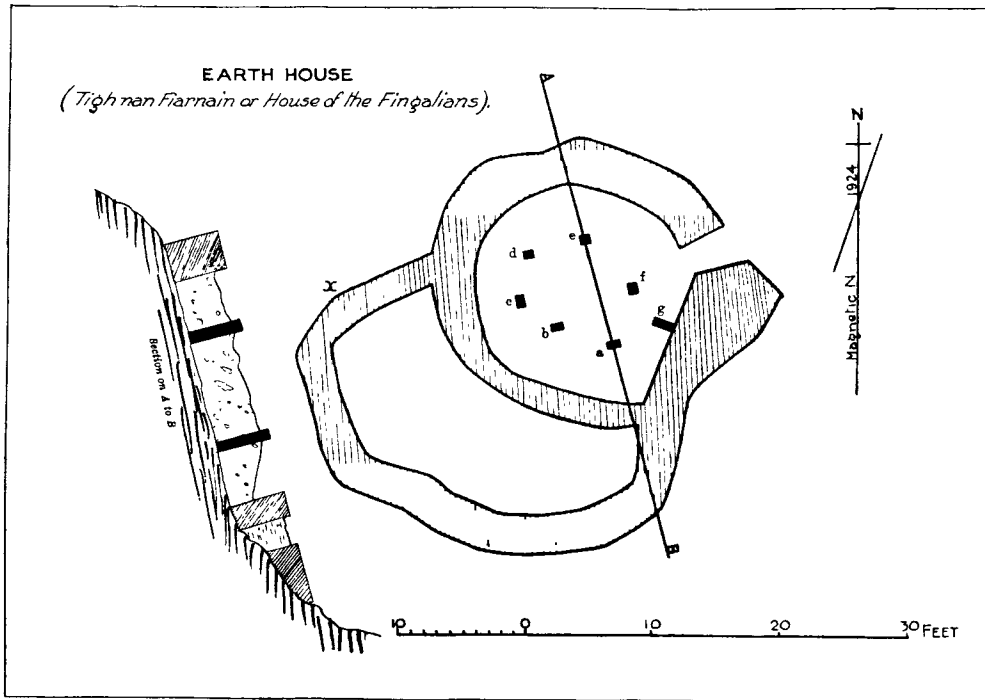 EARTH HOUSE
(Tigh nan Fiarnain or House of the Fingalians).
A
N
1924
Magnetic N
x
d
e
c
f
b
g
a
Section on A to B
B
10 0 10 20 30 FEET